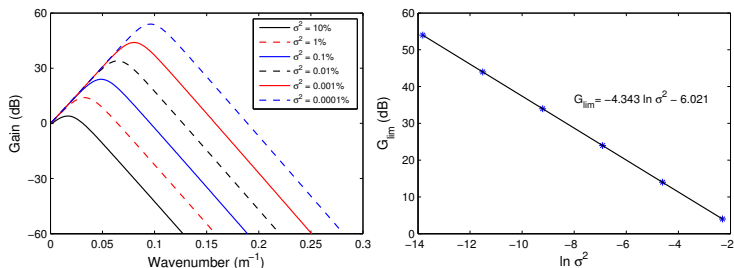 60
30
0
−30
−60
Gain (dB)
σ² = 10%
σ² = 1%
σ² = 0.1%
σ² = 0.01%
σ² = 0.001%
σ² = 0.0001%
0 0.05 0.1 0.15 0.2 0.25 0.3
Wavenumber (m⁻¹)
60
50
40
30
20
10
0
G_lim (dB)
G_lim = −4.343 ln σ² − 6.021
−14 −12 −10 −8 −6 −4 −2
ln σ²